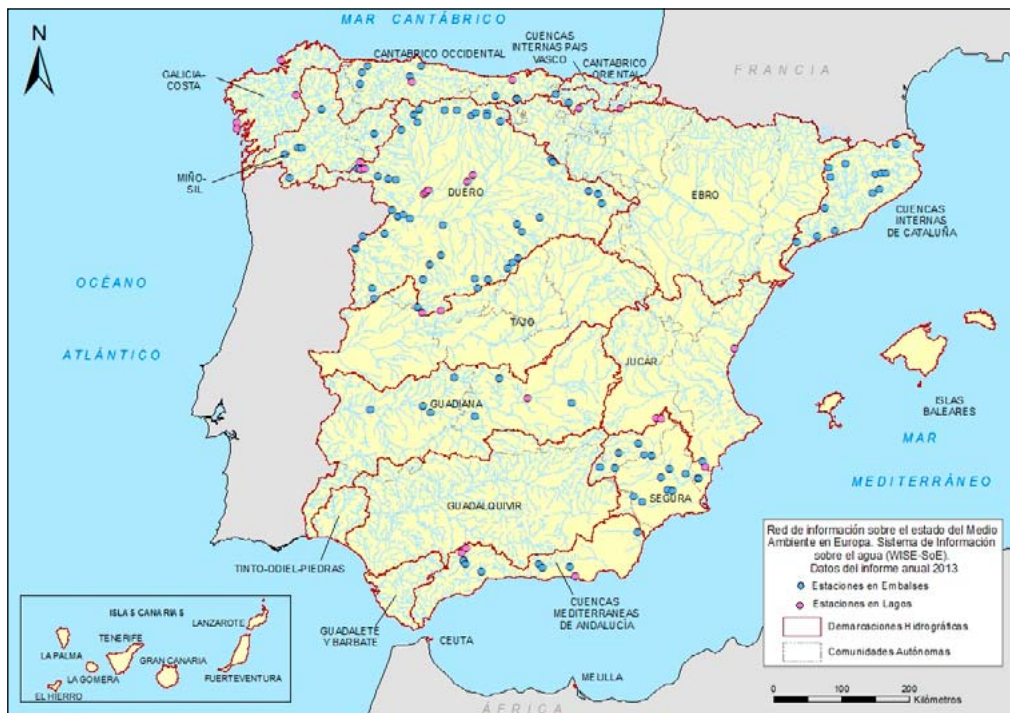 N
MAR CANTÁBRICO
CANTABRICO OCCIDENTAL
CUENCAS
INTERNAS PAIS
VASCO
CANTABRICO
ORIENTAL
FRANCIA
GALICIA-
COSTA
MIÑO-
SIL
DUERO
EBRO
CUENCAS
INTERNAS
DE CATALUÑA
OCÉANO
ATLÁNTICO
TAJO
JUCAR
GUADIANA
ISLAS
BALEARES
MAR
MEDITERRÁNEO
SEGURA
GUADALQUIVIR
TINTO-ODIEL-PIEDRAS
GUADALETE
Y BARBATE
CUENCAS
MEDITERRANEAS
DE ANDALUCÍA
CEUTA
MELILLA
ÁFRICA
ISLAS CANARIAS
LANZAROTE
TENERIFE
LA PALMA
GRAN CANARIA
LA GOMERA
FUERTEVENTURA
EL HIERRO
Red de información sobre el estado del Medio
Ambiente en Europa. Sistema de Información
sobre el agua (WISE-SoE).
Datos del informe anual 2013
Estaciones en Embalses
Estaciones en Lagos
Demarcaciones Hidrográficas
Comunidades Autónomas
0 50 100 200
Kilómetros